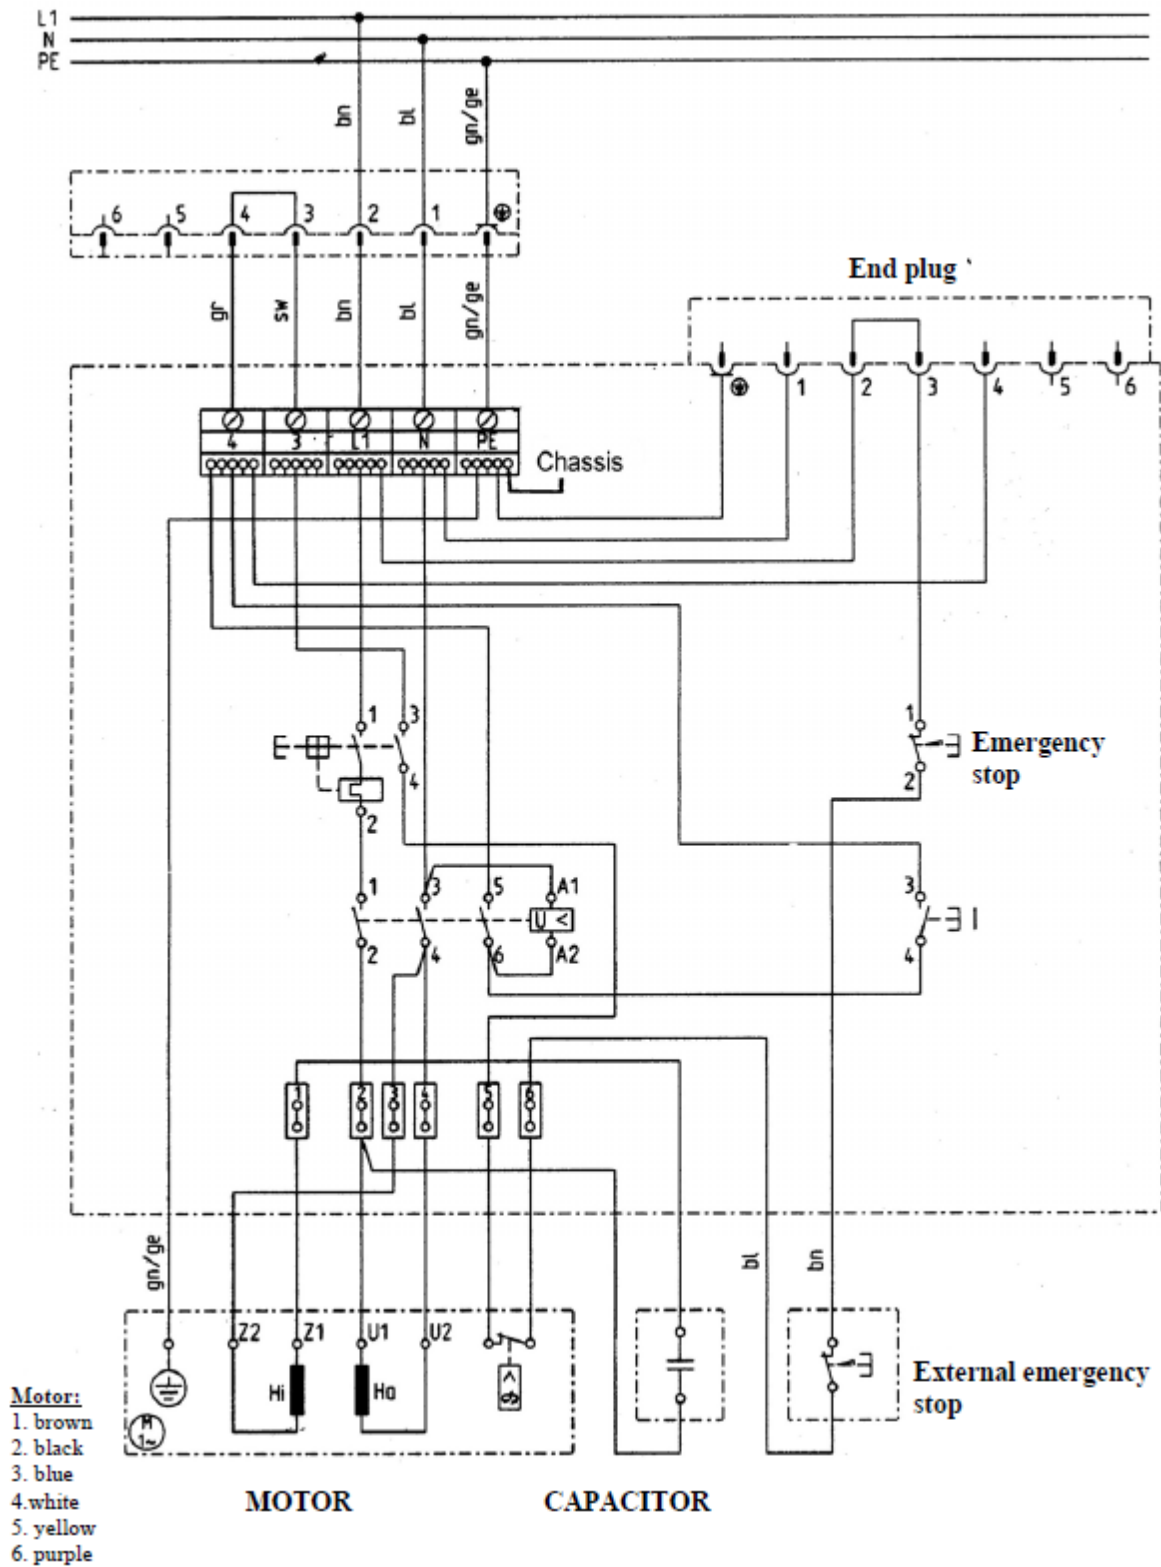 L1
N
PE
bn
bl
gn/ge
6
5
4
3
2
1
End plug
gr
sw
bn
bl
gn/ge
1
2
3
4
5
6
4
3
L1
N
PE
Chassis
1
3
4
2
1
2
Emergency
stop
1
3
5
A1
U <
2
4
6
A2
3
4
1
2
3
4
5
6
gn/ge
bl
bn
Z2
Z1
U1
U2
Hi
Ha
M
1~
External emergency
stop
Motor:
1. brown
2. black
3. blue
4.white
5. yellow
6. purple
MOTOR
CAPACITOR